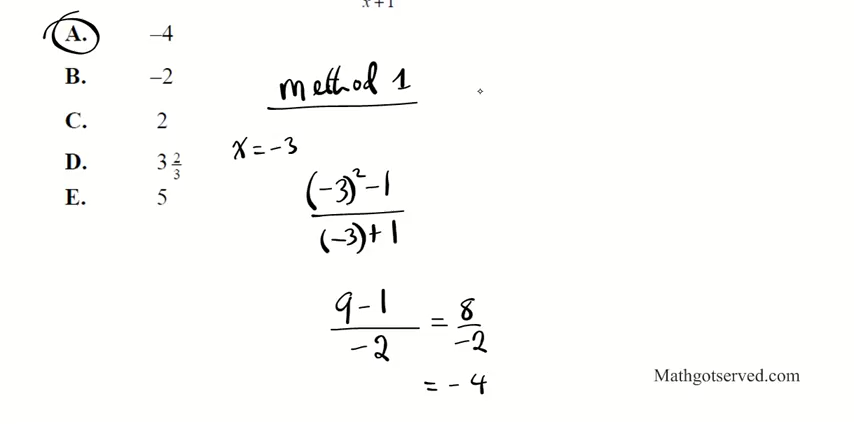 x + 1
A. –4
B. –2
C. 2
D. 3 2/3
E. 5
Method 1
x = -3
(-3)² - 1
(-3) + 1
9 - 1
-2
= 8/-2
= - 4
Mathgotserved.com